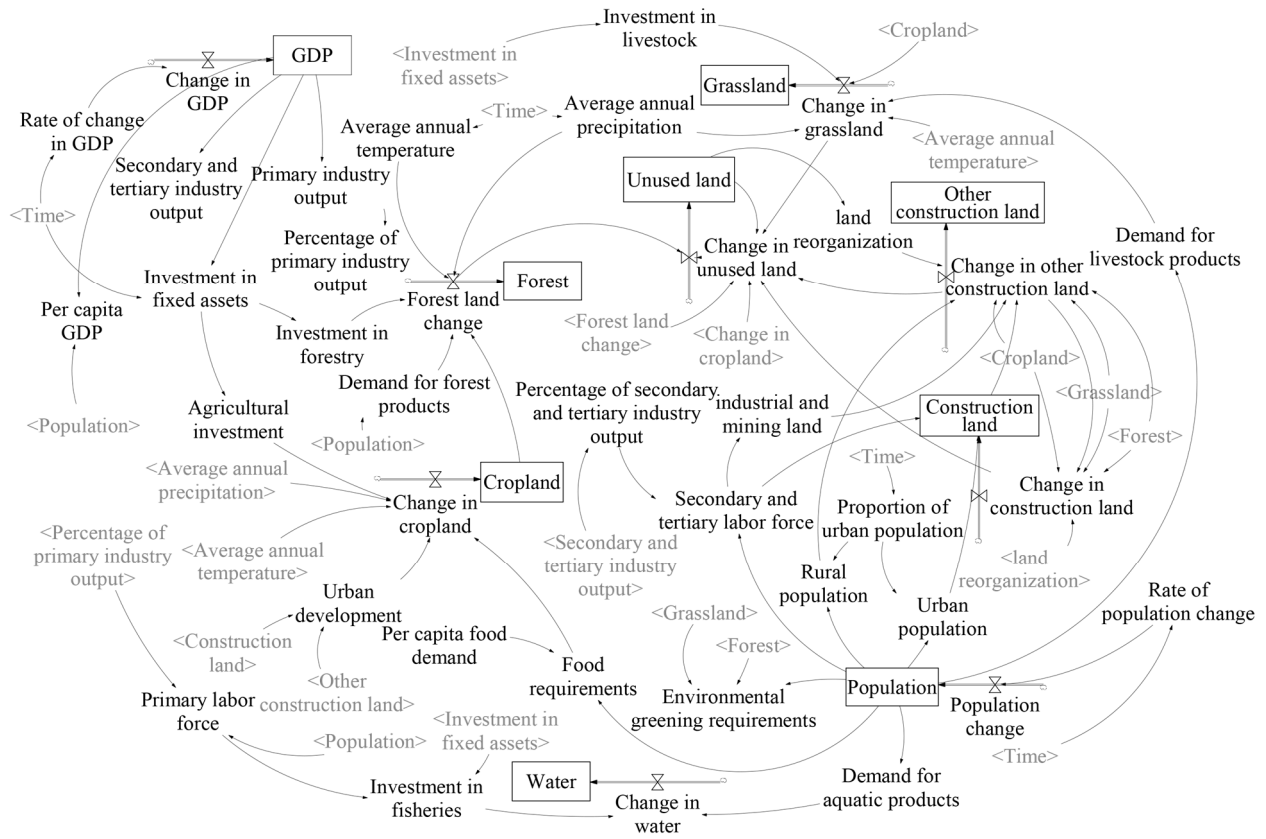 Investment in
livestock
<Cropland>
<Investment in
fixed assets>
GDP
Change in
GDP
Grassland
Change in
grassland
<Time>
Average annual
precipitation
Rate of change
in GDP
Average annual
temperature
<Average annual
temperature>
Secondary and
tertiary industry
output
Primary industry
output
Unused land
Other
construction land
<Time>
land
reorganization
Percentage of
primary industry
output
Change in
unused land
Demand for
livestock products
Change in other
construction land
Forest
Investment in
fixed assets
Forest land
change
Per capita
GDP
Investment in
forestry
<Forest land
change>
<Change in
cropland>
<Cropland>
Demand for forest
products
Percentage of secondary
and tertiary industry
output
industrial and
mining land
<Grassland>
Agricultural
investment
Construction
land
<Population>
<Population>
<Forest>
<Time>
<Average annual
precipitation>
Cropland
Change in
cropland
Secondary and
tertiary labor force
Proportion of
urban population
Change in
construction land
<Percentage of
primary industry
output>
<Average annual
temperature>
<Secondary and
tertiary industry
output>
<land
reorganization>
Rural
population
Urban
development
Urban
population
Rate of
population change
<Grassland>
<Construction
land>
Per capita food
demand
<Forest>
Food
requirements
<Other
construction land>
Environmental
greening requirements
Population
Population
change
Primary labor
force
<Population>
<Investment in
fixed assets>
<Time>
Water
Investment in
fisheries
Change in
water
Demand for
aquatic products